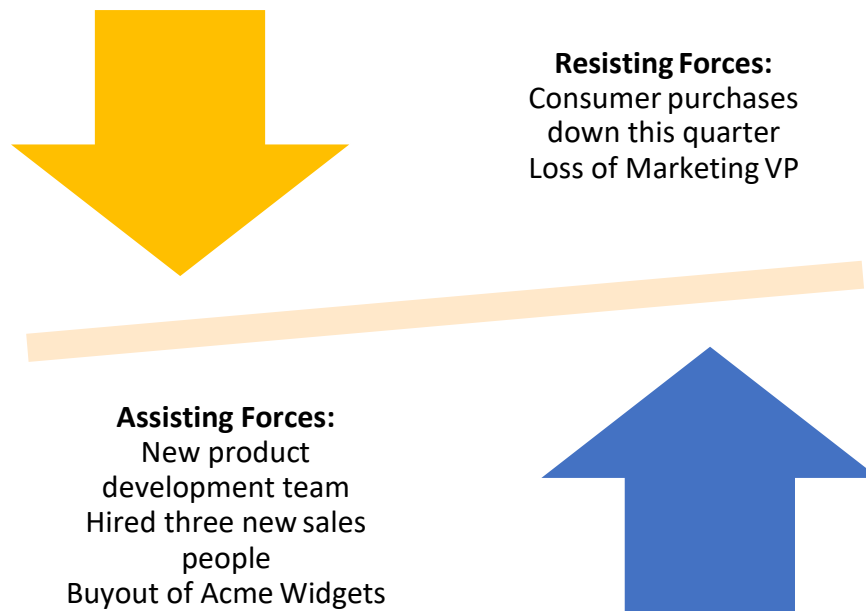 Resisting Forces:
Consumer purchases
down this quarter
Loss of Marketing VP
Assisting Forces:
New product
development team
Hired three new sales
people
Buyout of Acme Widgets